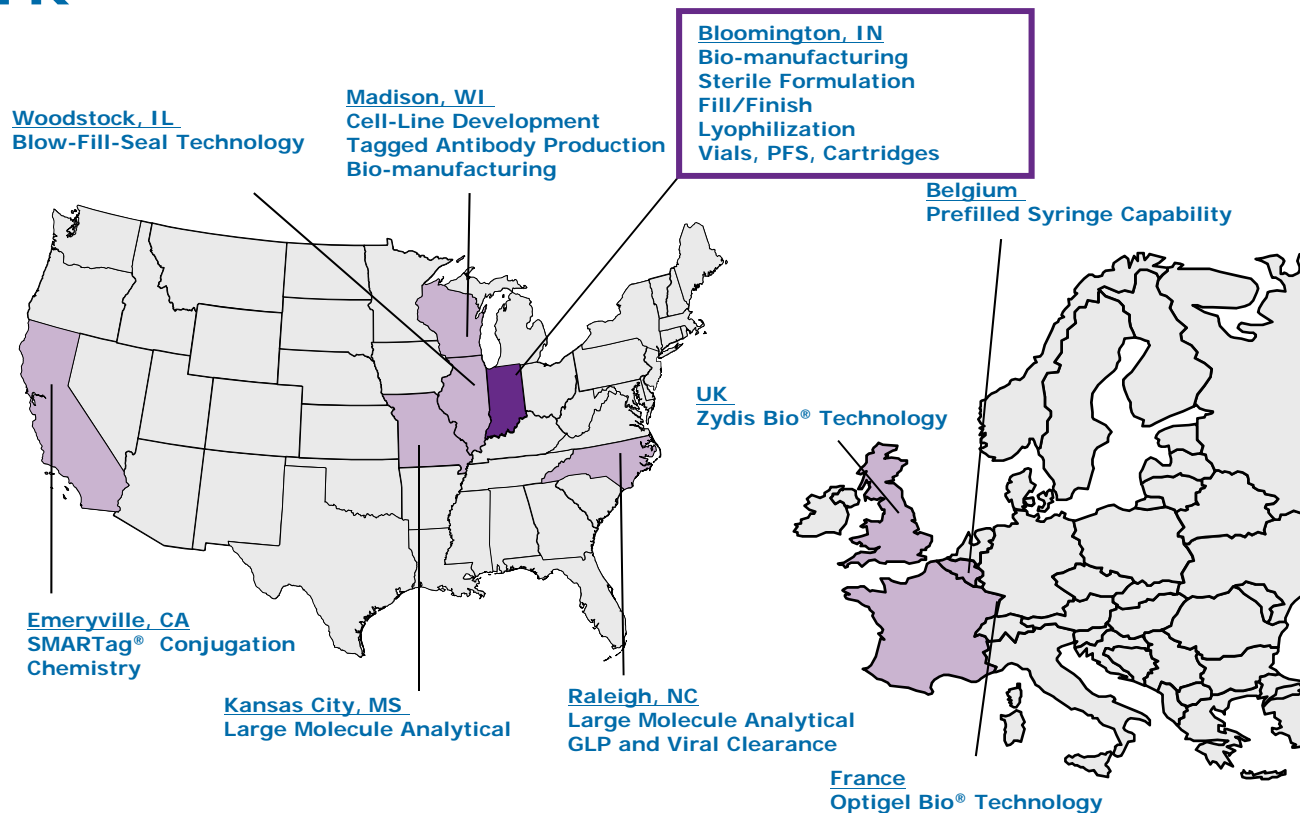 Bloomington, IN
Bio-manufacturing
Sterile Formulation
Fill/Finish
Lyophilization
Vials, PFS, Cartridges
Woodstock, IL
Blow-Fill-Seal Technology
Madison, WI
Cell-Line Development
Tagged Antibody Production
Bio-manufacturing
Belgium
Prefilled Syringe Capability
UK
Zydis Bio® Technology
Emeryville, CA
SMARTag® Conjugation
Chemistry
Kansas City, MS
Large Molecule Analytical
Raleigh, NC
Large Molecule Analytical
GLP and Viral Clearance
France
Optigel Bio® Technology